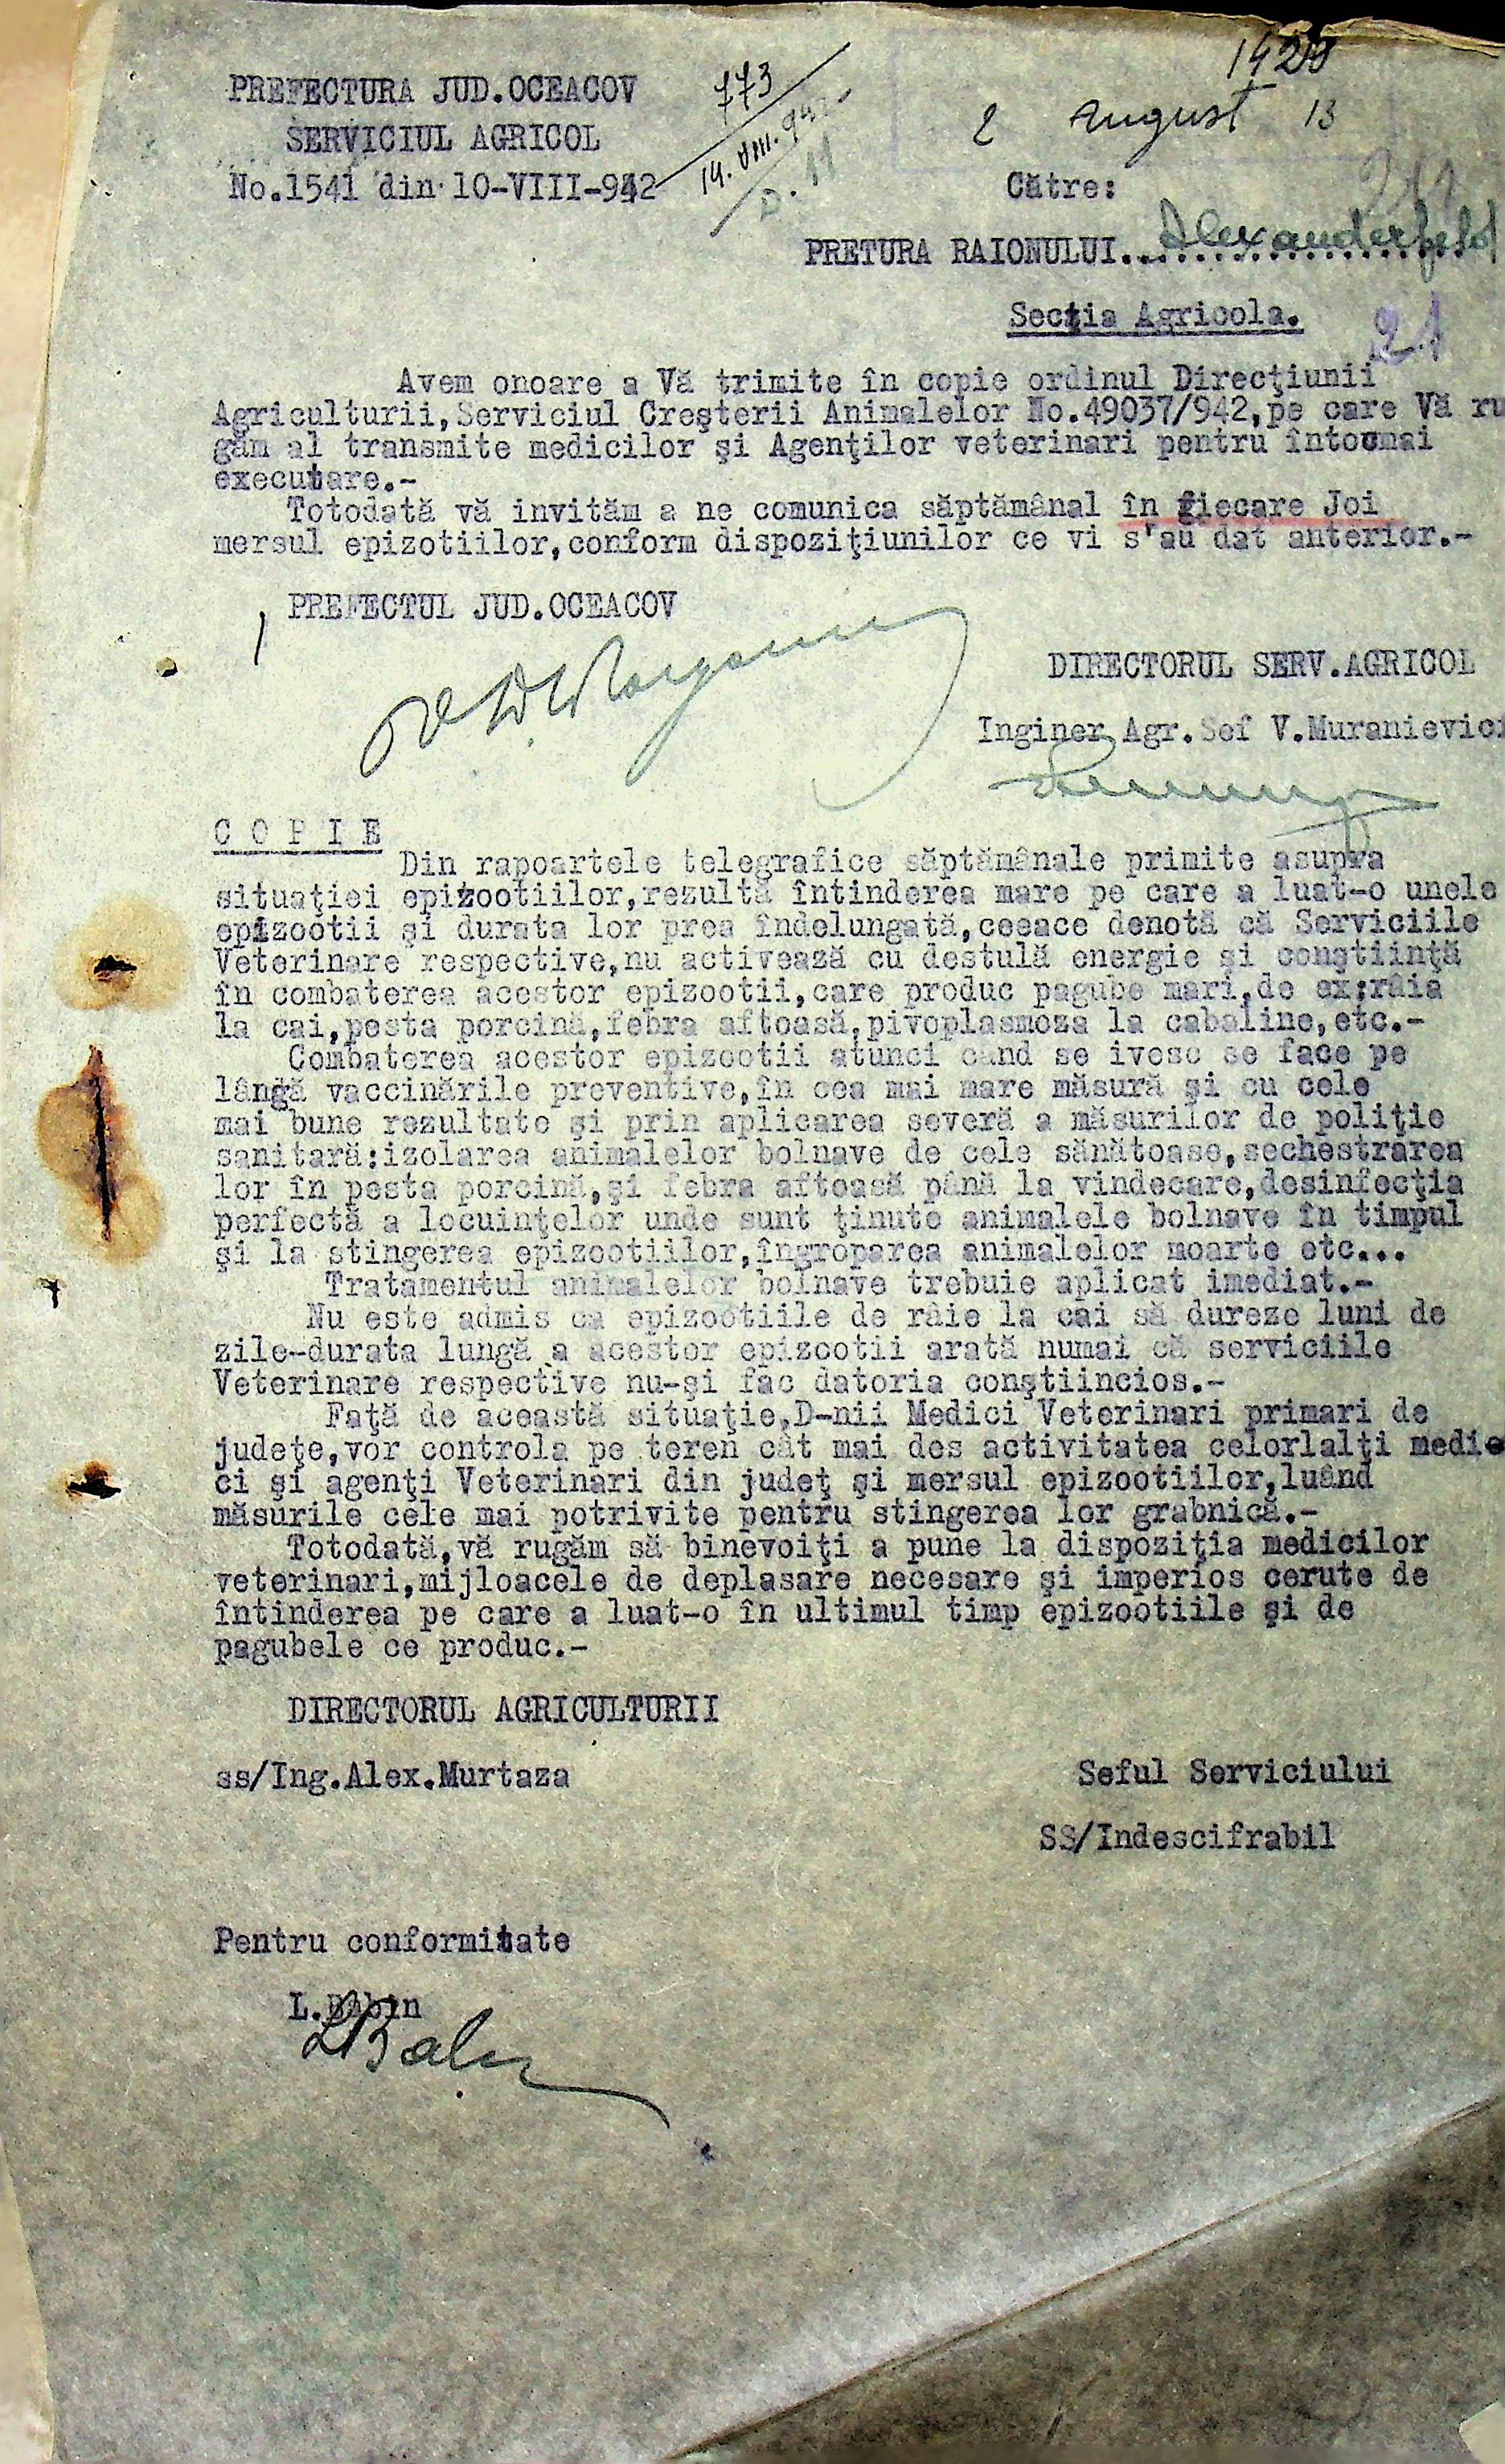 1428
2 August 13
773
14.VIII.942
D. 11
PREFECTURA JUD.OCEACOV
SERVICIUL AGRICOL
No.1541 din 10-VIII-942
Către:
PRETURA RAIONULUI..Alexanderfeld
Secţia Agricola.
21
Avem onoare a Vă trimite în copie ordinul Direcţiunii
Agriculturii,Serviciul Creşterii Animalelor No.49037/942,pe care Vă ru
găm al transmite medicilor şi Agenţilor veterinari pentru întocmai
executare.-
Totodată vă invităm a ne comunica săptămânal în fiecare Joi
mersul epizotiilor,conform dispoziţiunilor ce vi s'au dat anterior.-
PREFECTUL JUD.OCEACOV
DIRECTORUL SERV.AGRICOL
Inginer Agr.Sef V.Muranievici
C O P I E
Din rapoartele telegrafice săptămânale primite asupra
situaţiei epizootiilor,rezultă întinderea mare pe care a luat-o unele
epizootii şi durata lor prea îndelungată,ceeace denotă că Serviciile
Veterinare respective,nu activează cu destulă energie şi conştiinţă
în combaterea acestor epizootii,care produc pagube mari,de ex:râia
la cai,pesta porcină,febra aftoasă,pivoplasmoza la cabaline,etc.-
Combaterea acestor epizootii atunci când se ivesc se face pe
lângă vaccinările preventive,în cea mai mare măsură şi cu cele
mai bune rezultate şi prin aplicarea severă a măsurilor de poliţie
sanitară:izolarea animalelor bolnave de cele sănătoase,sechestrarea
lor în pesta porcină,şi febra aftoasă până la vindecare,desinfecţia
perfectă a locuinţelor unde sunt ţinute animalele bolnave în timpul
şi la stingerea epizootiilor,îngroparea animalelor moarte etc...
Tratamentul animalelor bolnave trebuie aplicat imediat.-
Nu este admis ca epizootiile de râie la cai să dureze luni de
zile-durata lungă a acestor epizootii arată numai că serviciile
Veterinare respective nu-şi fac datoria conştiincios.-
Faţă de această situaţie,D-nii Medici Veterinari primari de
judeţe,vor controla pe teren cât mai des activitatea celorlalţi medi
ci şi agenţi Veterinari din judeţ şi mersul epizootiilor,luând
măsurile cele mai potrivite pentru stingerea lor grabnică.-
Totodată,vă rugăm să binevoiţi a pune la dispoziţia medicilor
veterinari,mijloacele de deplasare necesare şi imperios cerute de
întinderea pe care a luat-o în ultimul timp epizootiile şi de
pagubele ce produc.-
DIRECTORUL AGRICULTURII
ss/Ing.Alex.Murtaza
Seful Serviciului
SS/Indescifrabil
Pentru conformitate
L.Babin